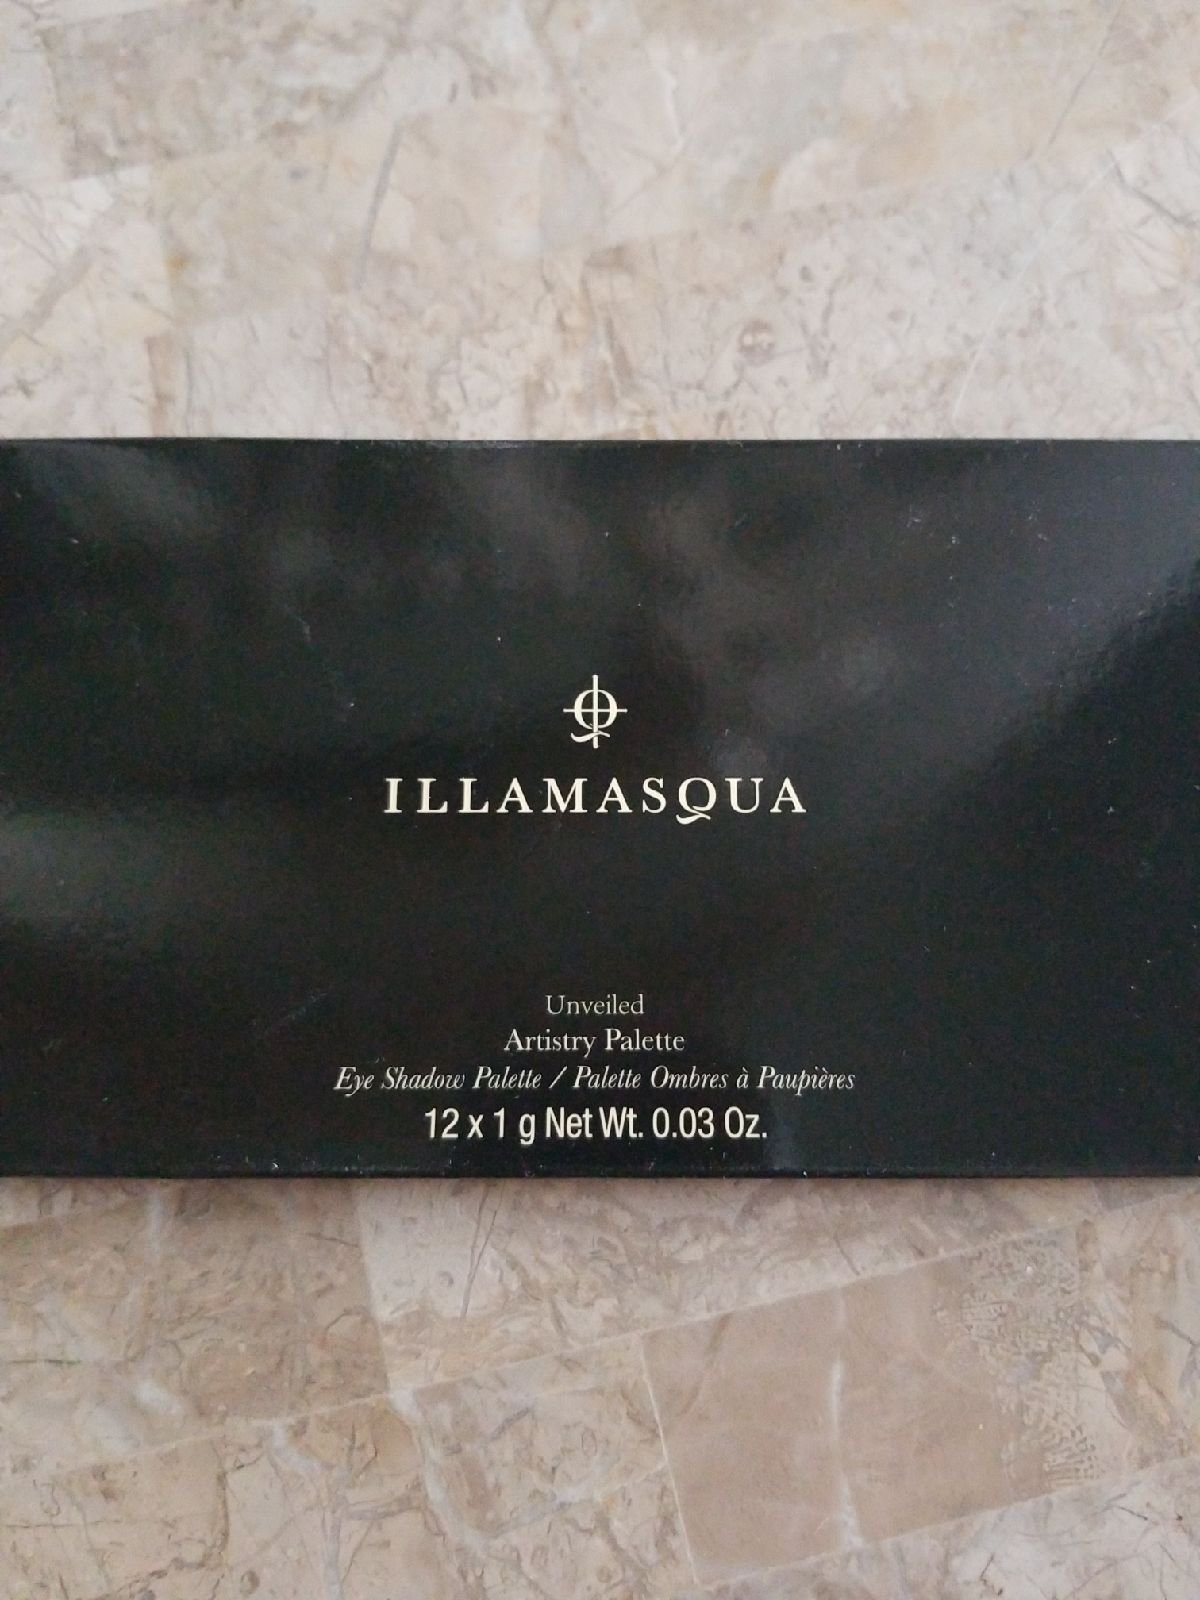 ILLAMASQUA
Unveiled
Artistry Palette
Eye Shadow Palette / Palette Ombres à Paupières
12 x 1 g Net Wt. 0.03 Oz.